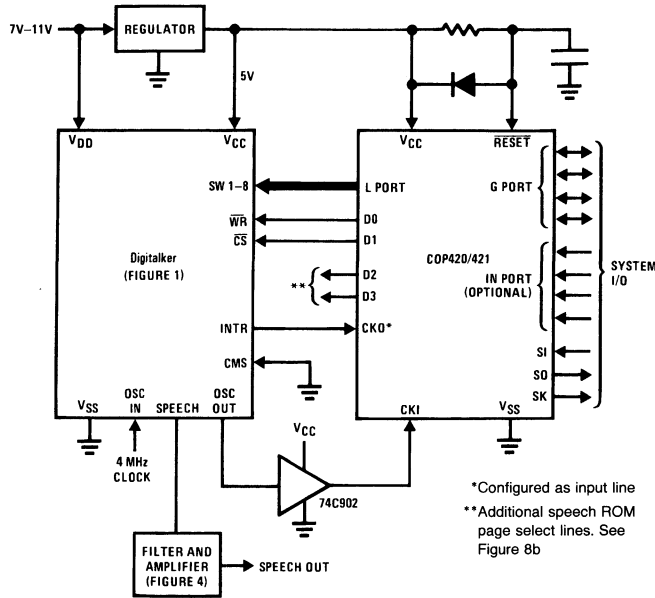 7V–11V
REGULATOR
5V
VDD
VCC
VCC
RESET
SW 1–8
L PORT
G PORT
WR
D0
CS
D1
Digitalker
(FIGURE 1)
COP420/421
**
D2
D3
IN PORT
(OPTIONAL)
SYSTEM
I/O
INTR
CKO*
CMS
SI
SO
SK
VSS
OSC
IN
SPEECH
OSC
OUT
CKI
VSS
4 MHz
CLOCK
VCC
74C902
*Configured as input line
**Additional speech ROM
page select lines. See
Figure 8b
FILTER AND
AMPLIFIER
(FIGURE 4)
SPEECH OUT